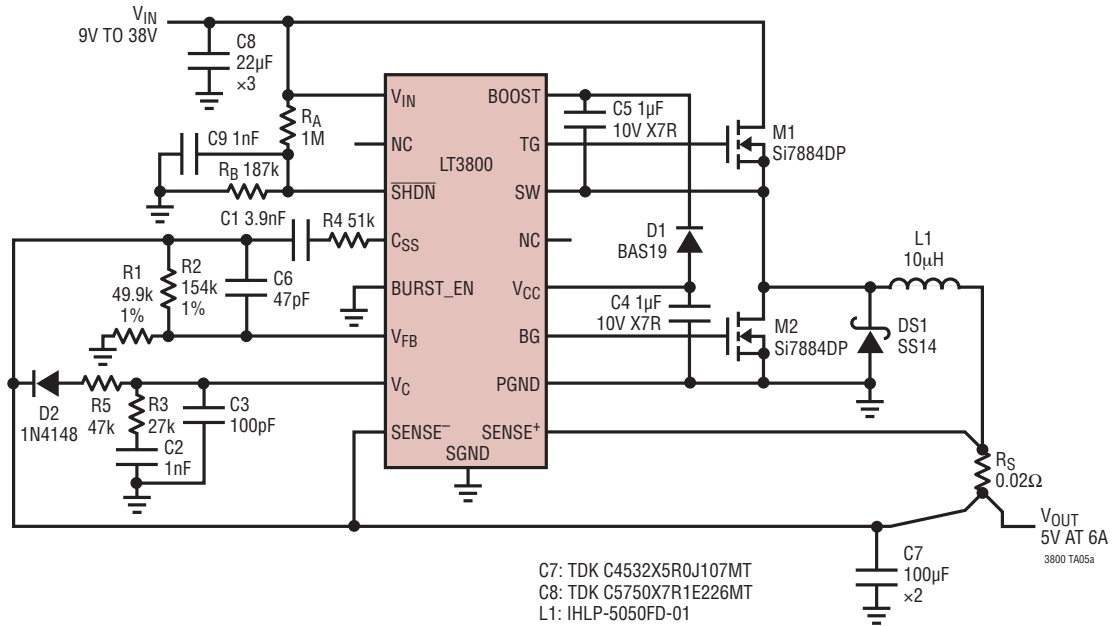 VIN
9V TO 38V
C8
22µF
×3
RA
1M
C9 1nF
RB 187k
C1 3.9nF
R4 51k
R1
49.9k
1%
R2
154k
1%
C6
47pF
D2
1N4148
R5
47k
R3
27k
C2
1nF
C3
100pF
LT3800
VIN
NC
SHDN
CSS
BURST_EN
VFB
VC
SENSE–
SGND
BOOST
TG
SW
NC
VCC
BG
PGND
SENSE+
C5 1µF
10V X7R
D1
BAS19
C4 1µF
10V X7R
M1
Si7884DP
M2
Si7884DP
L1
10µH
DS1
SS14
RS
0.02Ω
VOUT
5V AT 6A
3800 TA05a
C7
100µF
×2
C7: TDK C4532X5R0J107MT
C8: TDK C5750X7R1E226MT
L1: IHLP-5050FD-01